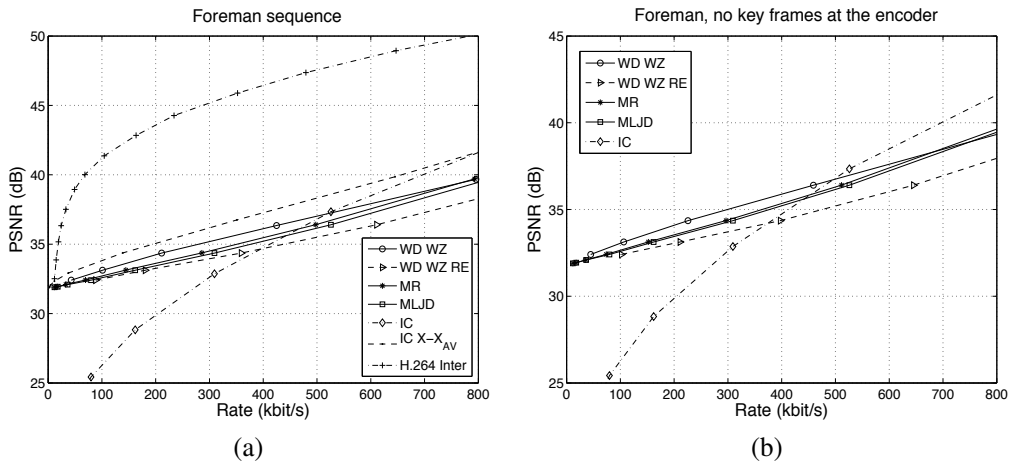 Foreman sequence
50
45
40
35
30
25
PSNR (dB)
0 100 200 300 400 500 600 700 800
Rate (kbit/s)
WD WZ
WD WZ RE
MR
MLJD
IC
IC X-X_AV
H.264 Inter
(a)
Foreman, no key frames at the encoder
45
40
35
30
25
PSNR (dB)
0 100 200 300 400 500 600 700 800
Rate (kbit/s)
WD WZ
WD WZ RE
MR
MLJD
IC
(b)